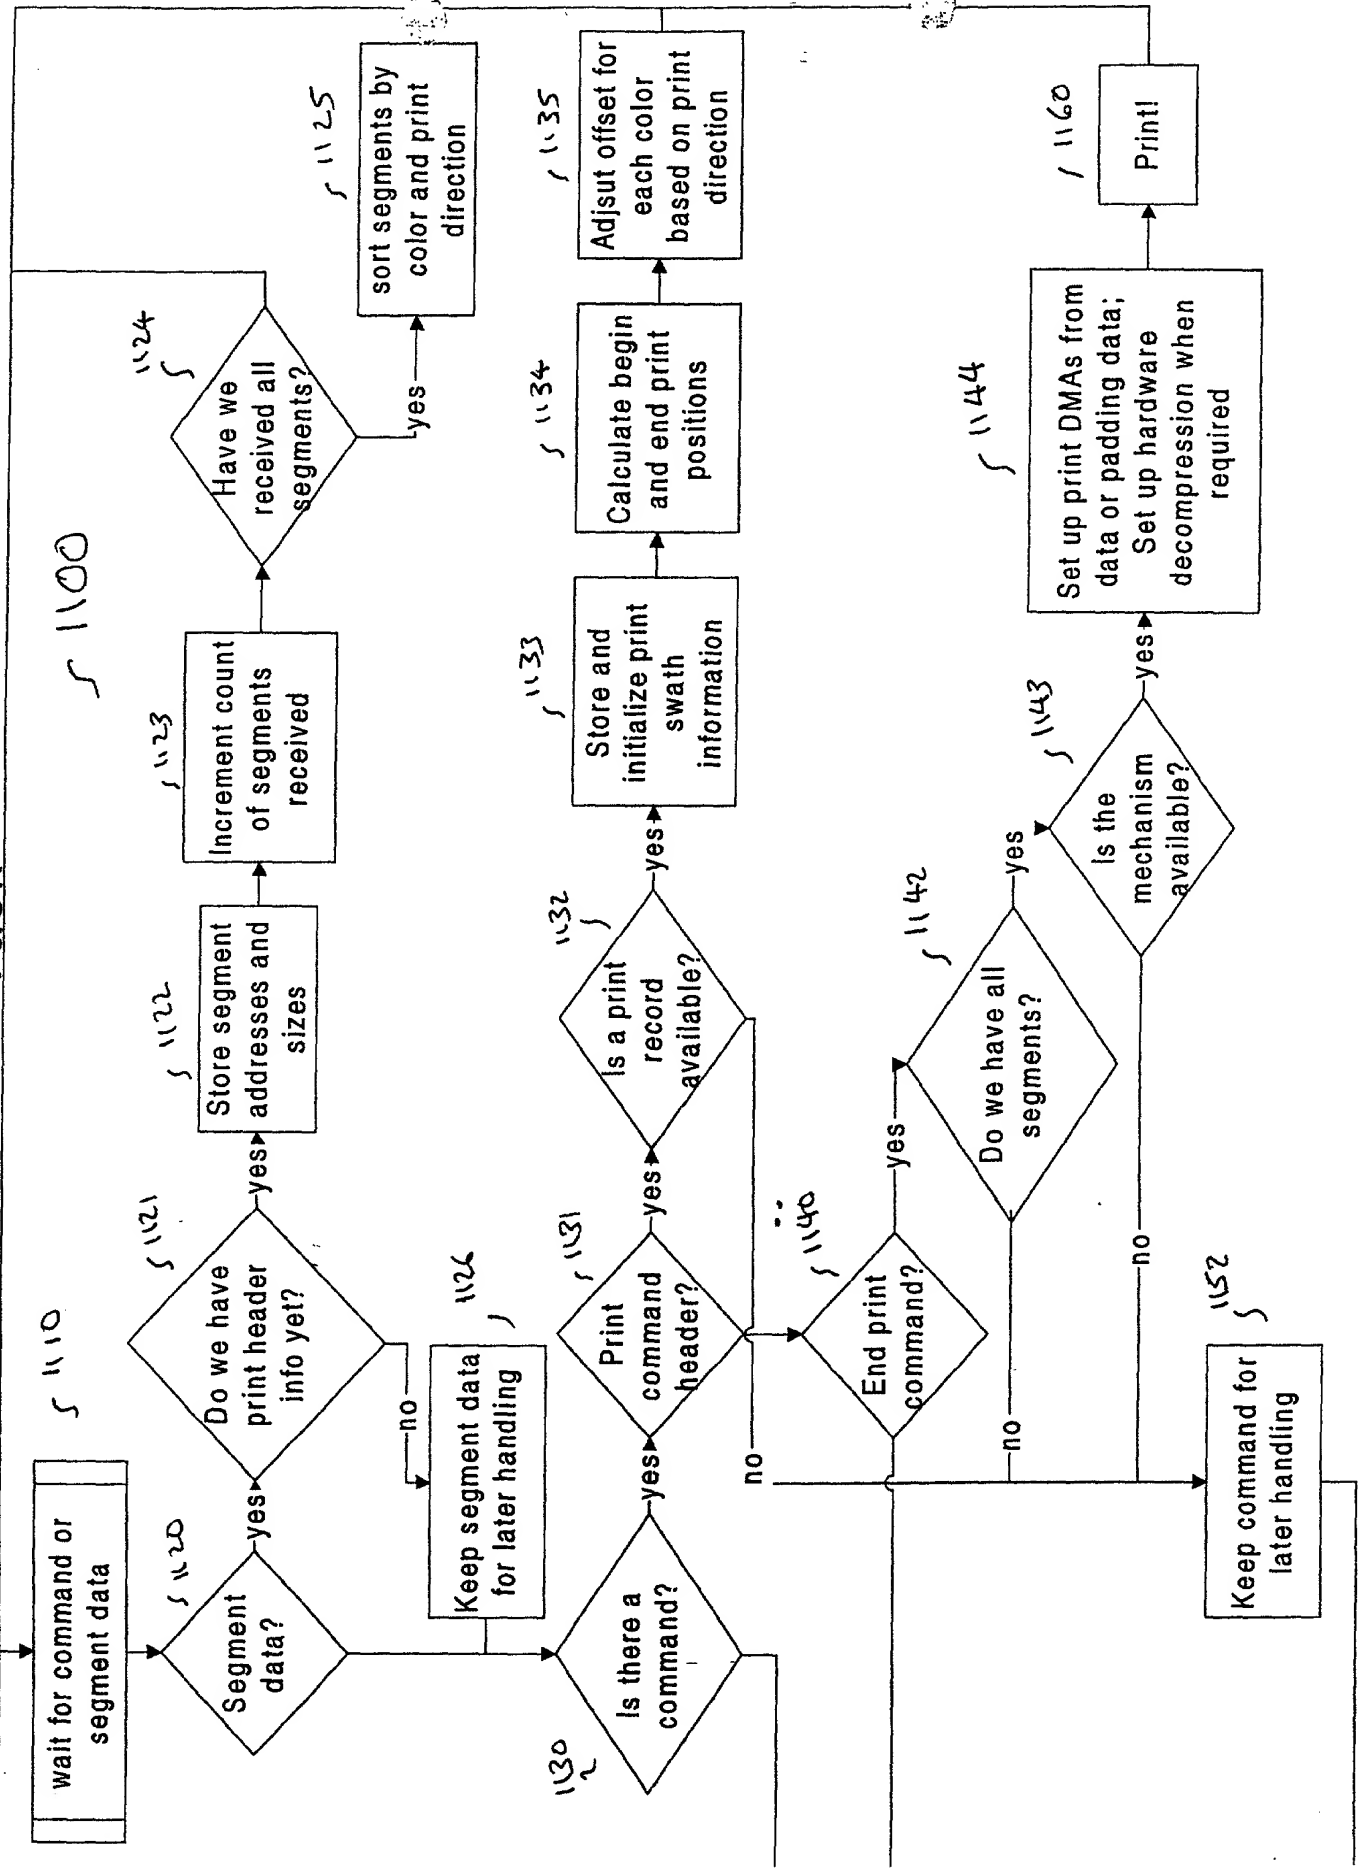 1100
1110
wait for command or
segment data
1120
Segment
data?
yes
1121
Do we have
print header
info yet?
yes
no
1122
Store segment
addresses and
sizes
1123
Increment count
of segments
received
1124
Have we
received all
segments?
yes
1125
sort segments by
color and print
direction
1126
Keep segment data
for later handling
1130
Is there a
command?
yes
1131
Print
command
header?
yes
1132
Is a print
record
available?
yes
no
1133
Store and
initialize print
swath
information
1134
Calculate begin
and end print
positions
1135
Adjsut offset for
each color
based on print
direction
1140
End print
command?
yes
1142
Do we have all
segments?
yes
no
1143
Is the
mechanism
available?
yes
no
1144
Set up print DMAs from
data or padding data;
Set up hardware
decompression when
required
1160
Print!
1152
Keep command for
later handling